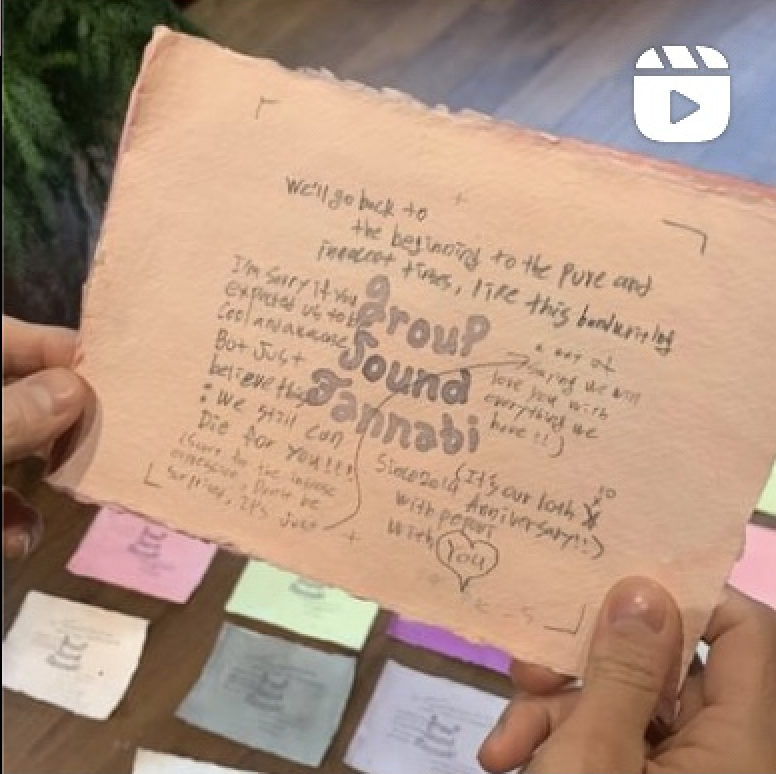 We'll go back to
the beginning to the pure and
innocent times, like this handwriting
I'm sorry if you
expected us to be
Cool and awesome
But Just
believe this
: We still can
Die for You!!!!
(Sorry for the intense
expression. Don't be
surprised, It's just
group
Sound
Jannabi
a way of
saying we will
love you with
everything we
have!!)
Since2014 (It's our 10th
10
Anniversary!!)
with peponi
With You